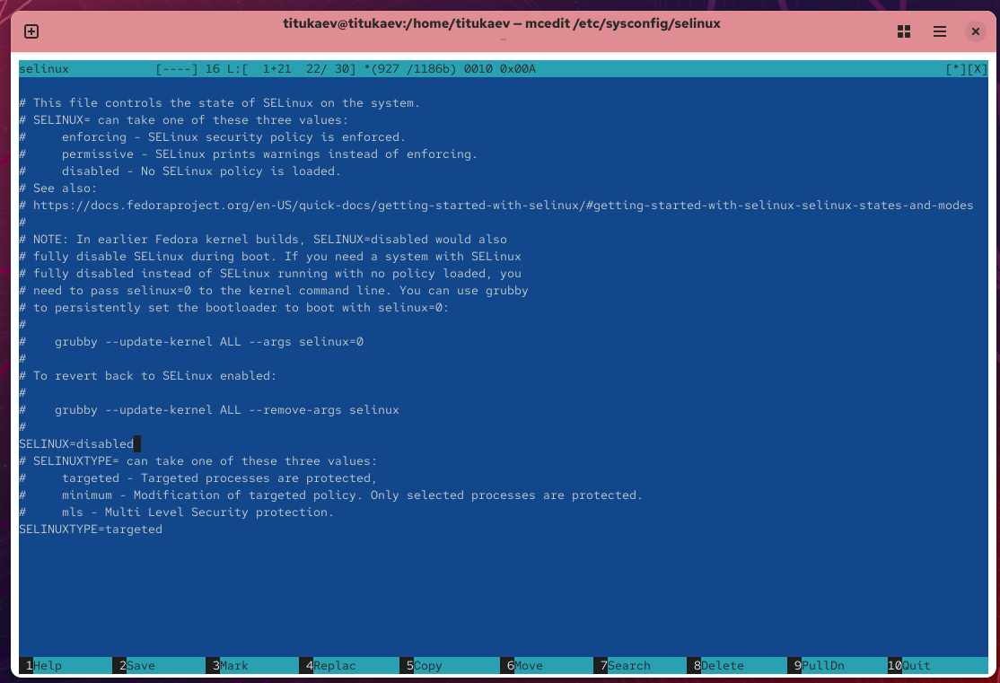 titukaev@titukaev:/home/titukaev — mcedit /etc/sysconfig/selinux
~
selinux            [----] 16 L:[  1+21  22/ 30] *(927 /1186b) 0010 0x00A                                                         [*][X]
# This file controls the state of SELinux on the system.
# SELINUX= can take one of these three values:
#     enforcing - SELinux security policy is enforced.
#     permissive - SELinux prints warnings instead of enforcing.
#     disabled - No SELinux policy is loaded.
# See also:
# https://docs.fedoraproject.org/en-US/quick-docs/getting-started-with-selinux/#getting-started-with-selinux-selinux-states-and-modes
#
# NOTE: In earlier Fedora kernel builds, SELINUX=disabled would also
# fully disable SELinux during boot. If you need a system with SELinux
# fully disabled instead of SELinux running with no policy loaded, you
# need to pass selinux=0 to the kernel command line. You can use grubby
# to persistently set the bootloader to boot with selinux=0:
#
#    grubby --update-kernel ALL --args selinux=0
#
# To revert back to SELinux enabled:
#
#    grubby --update-kernel ALL --remove-args selinux
#
SELINUX=disabled
# SELINUXTYPE= can take one of these three values:
#     targeted - Targeted processes are protected,
#     minimum - Modification of targeted policy. Only selected processes are protected.
#     mls - Multi Level Security protection.
SELINUXTYPE=targeted
1Help 2Save 3Mark 4Replac 5Copy 6Move 7Search 8Delete 9PullDn 10Quit